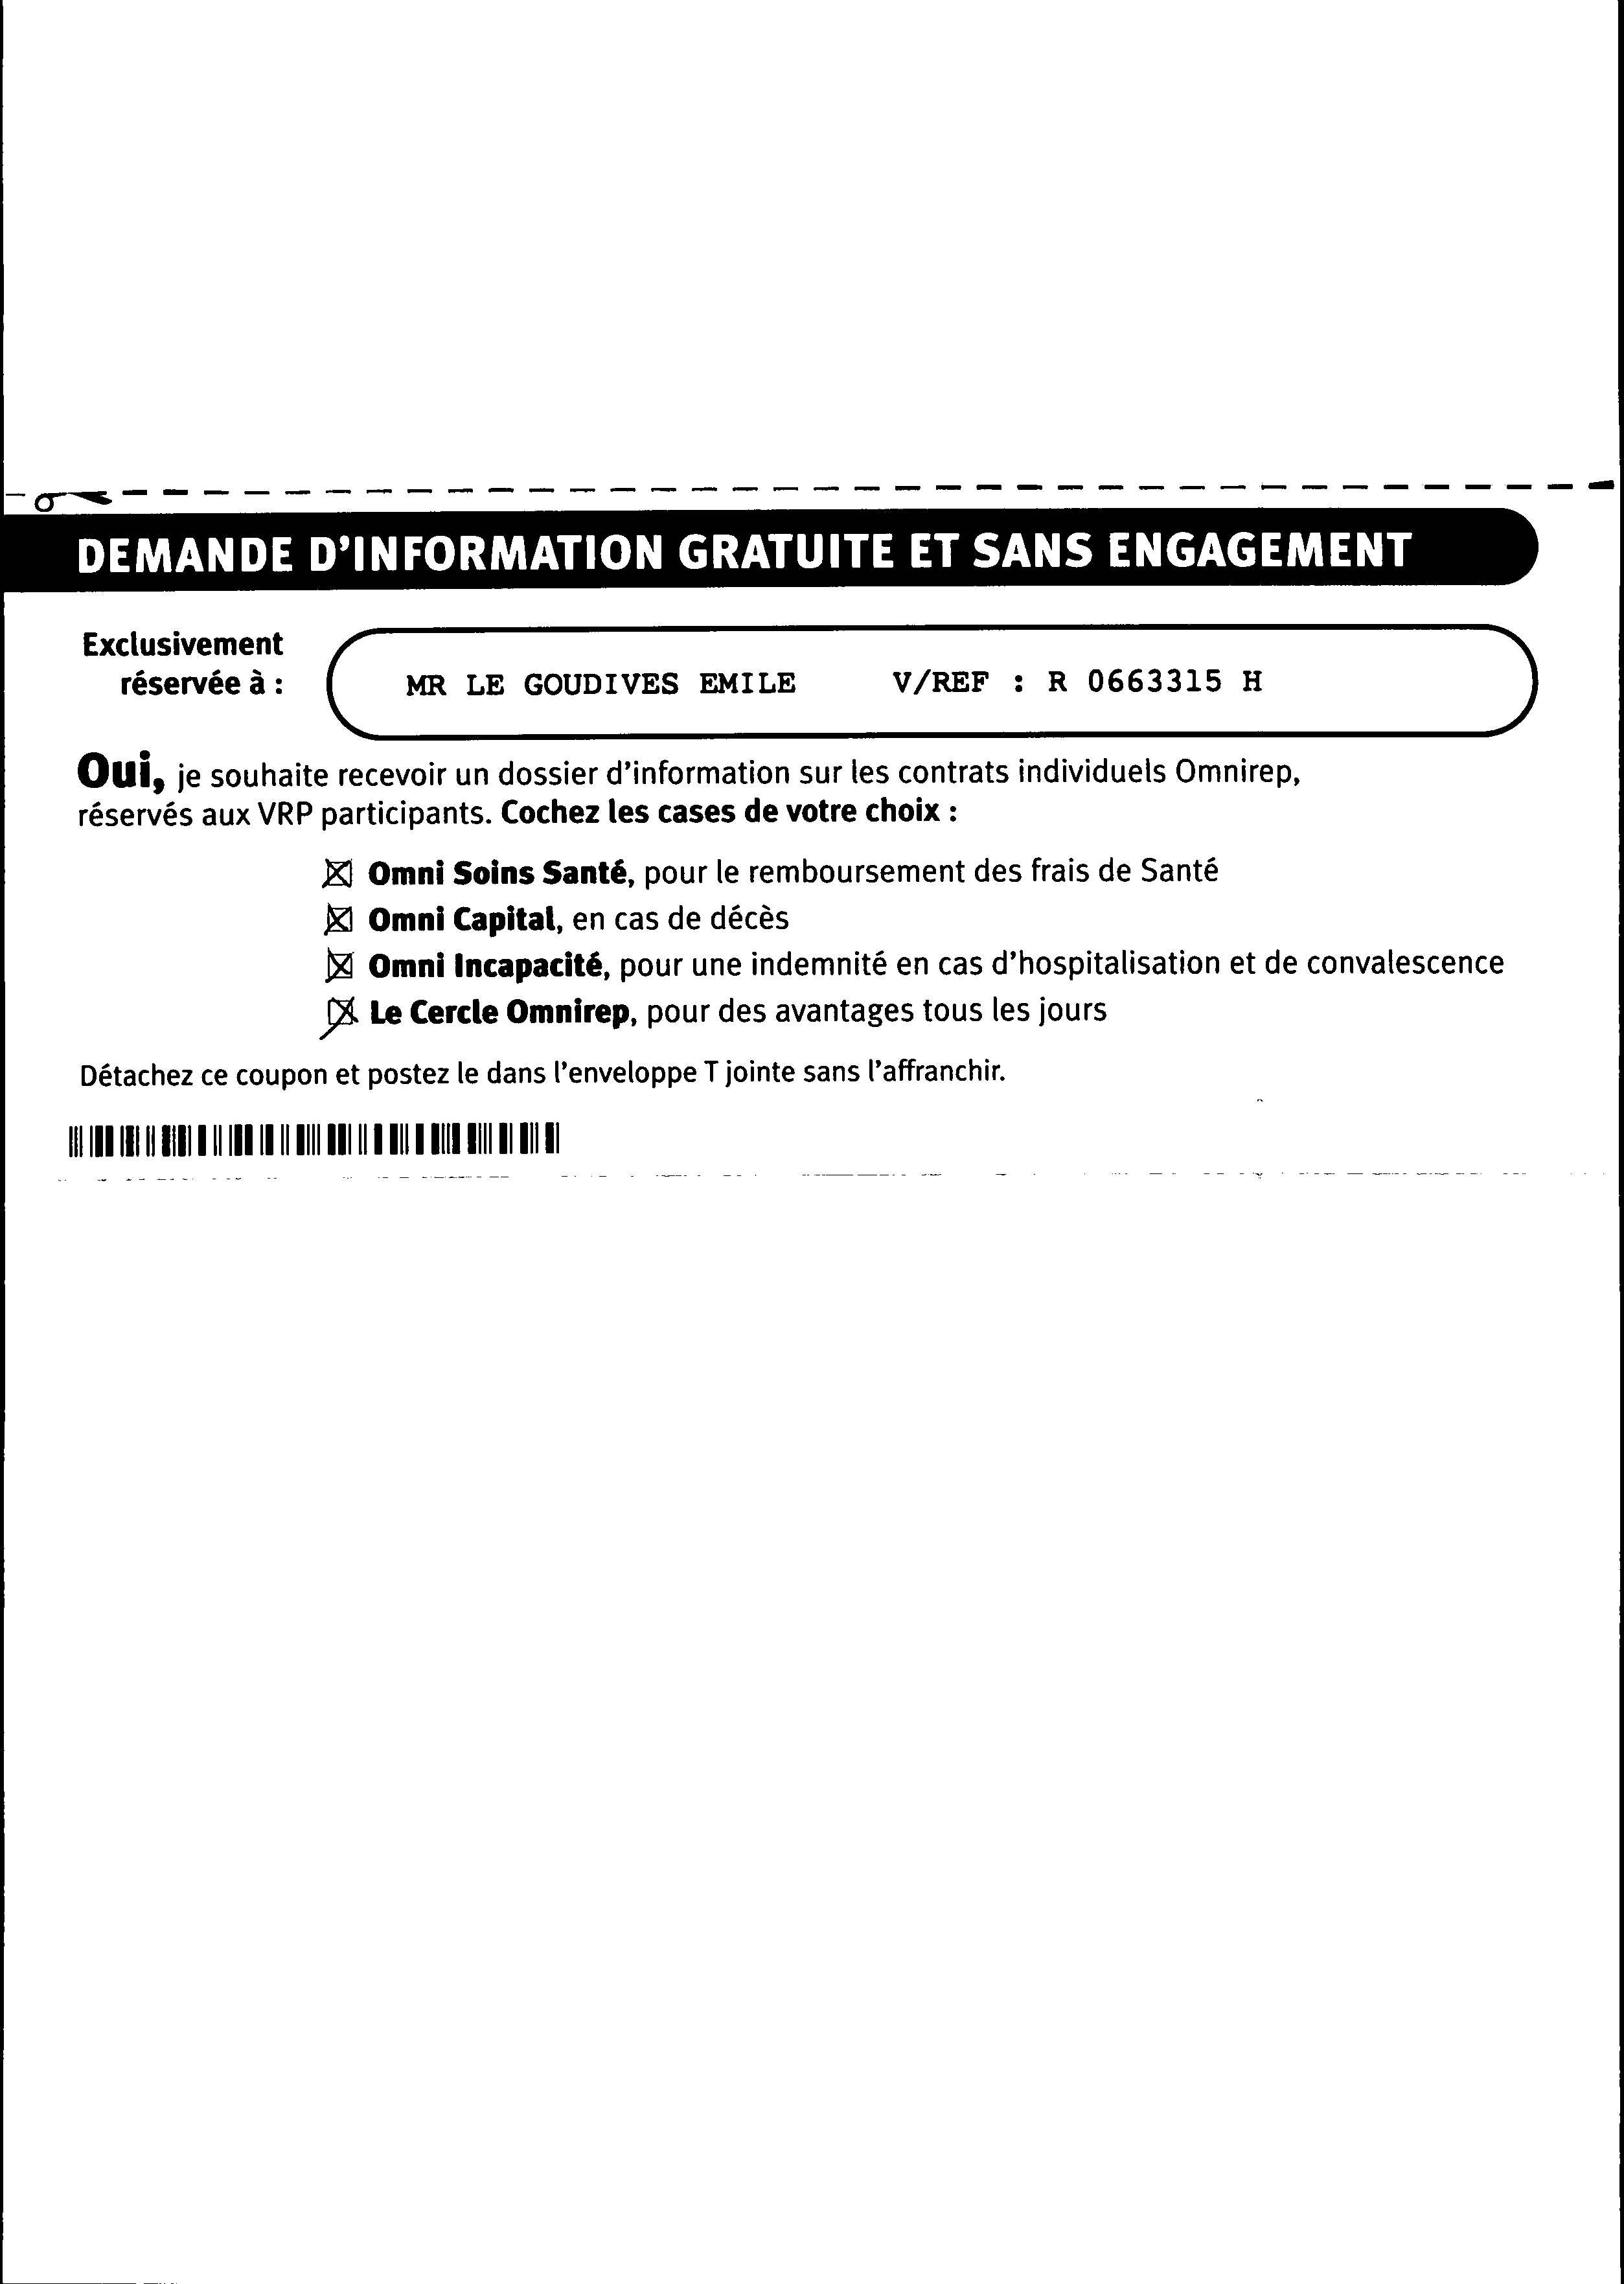 DEMANDE D'INFORMATION GRATUITE ET SANS ENGAGEMENT
Exclusivement
réservée à :
MR LE GOUDIVES EMILE V/REF : R 0663315 H
Oui, je souhaite recevoir un dossier d'information sur les contrats individuels Omnirep,
réservés aux VRP participants. Cochez les cases de votre choix :
☒ Omni Soins Santé, pour le remboursement des frais de Santé
☒ Omni Capital, en cas de décès
☒ Omni Incapacité, pour une indemnité en cas d'hospitalisation et de convalescence
☒ Le Cercle Omnirep, pour des avantages tous les jours
Détachez ce coupon et postez le dans l'enveloppe T jointe sans l'affranchir.